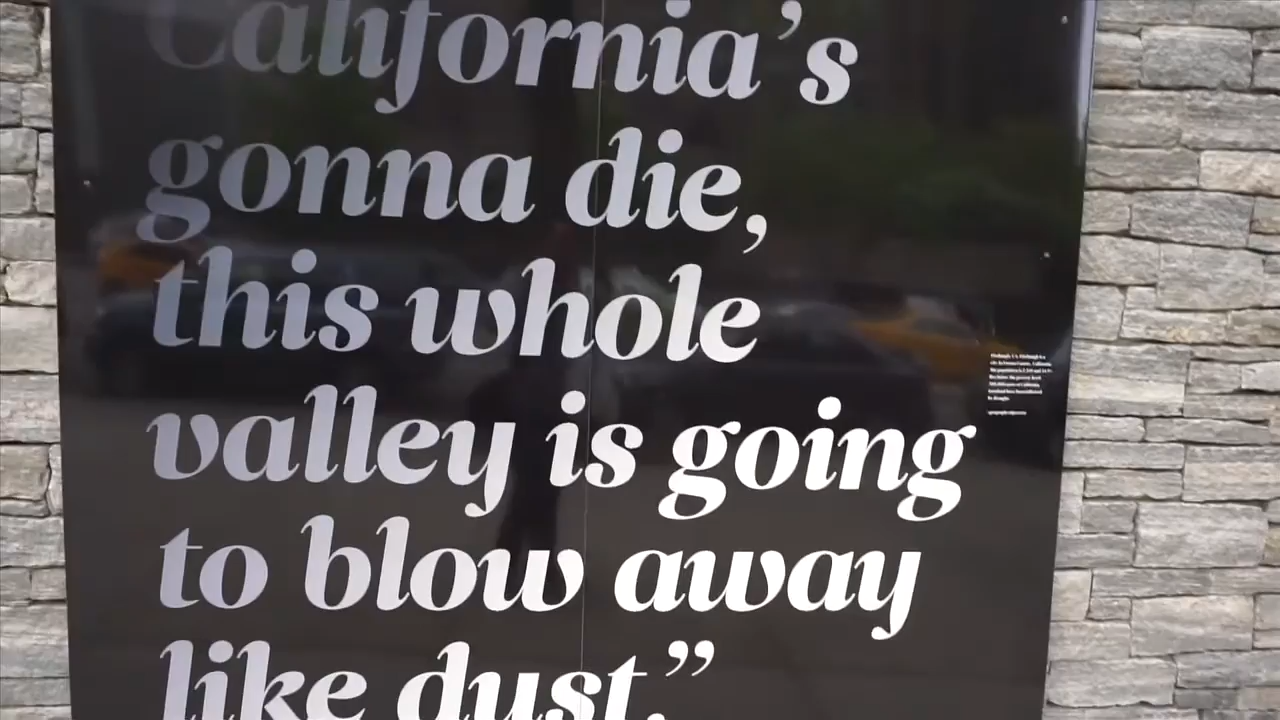 California's
gonna die,
this whole
valley is going
to blow away
like dust.”